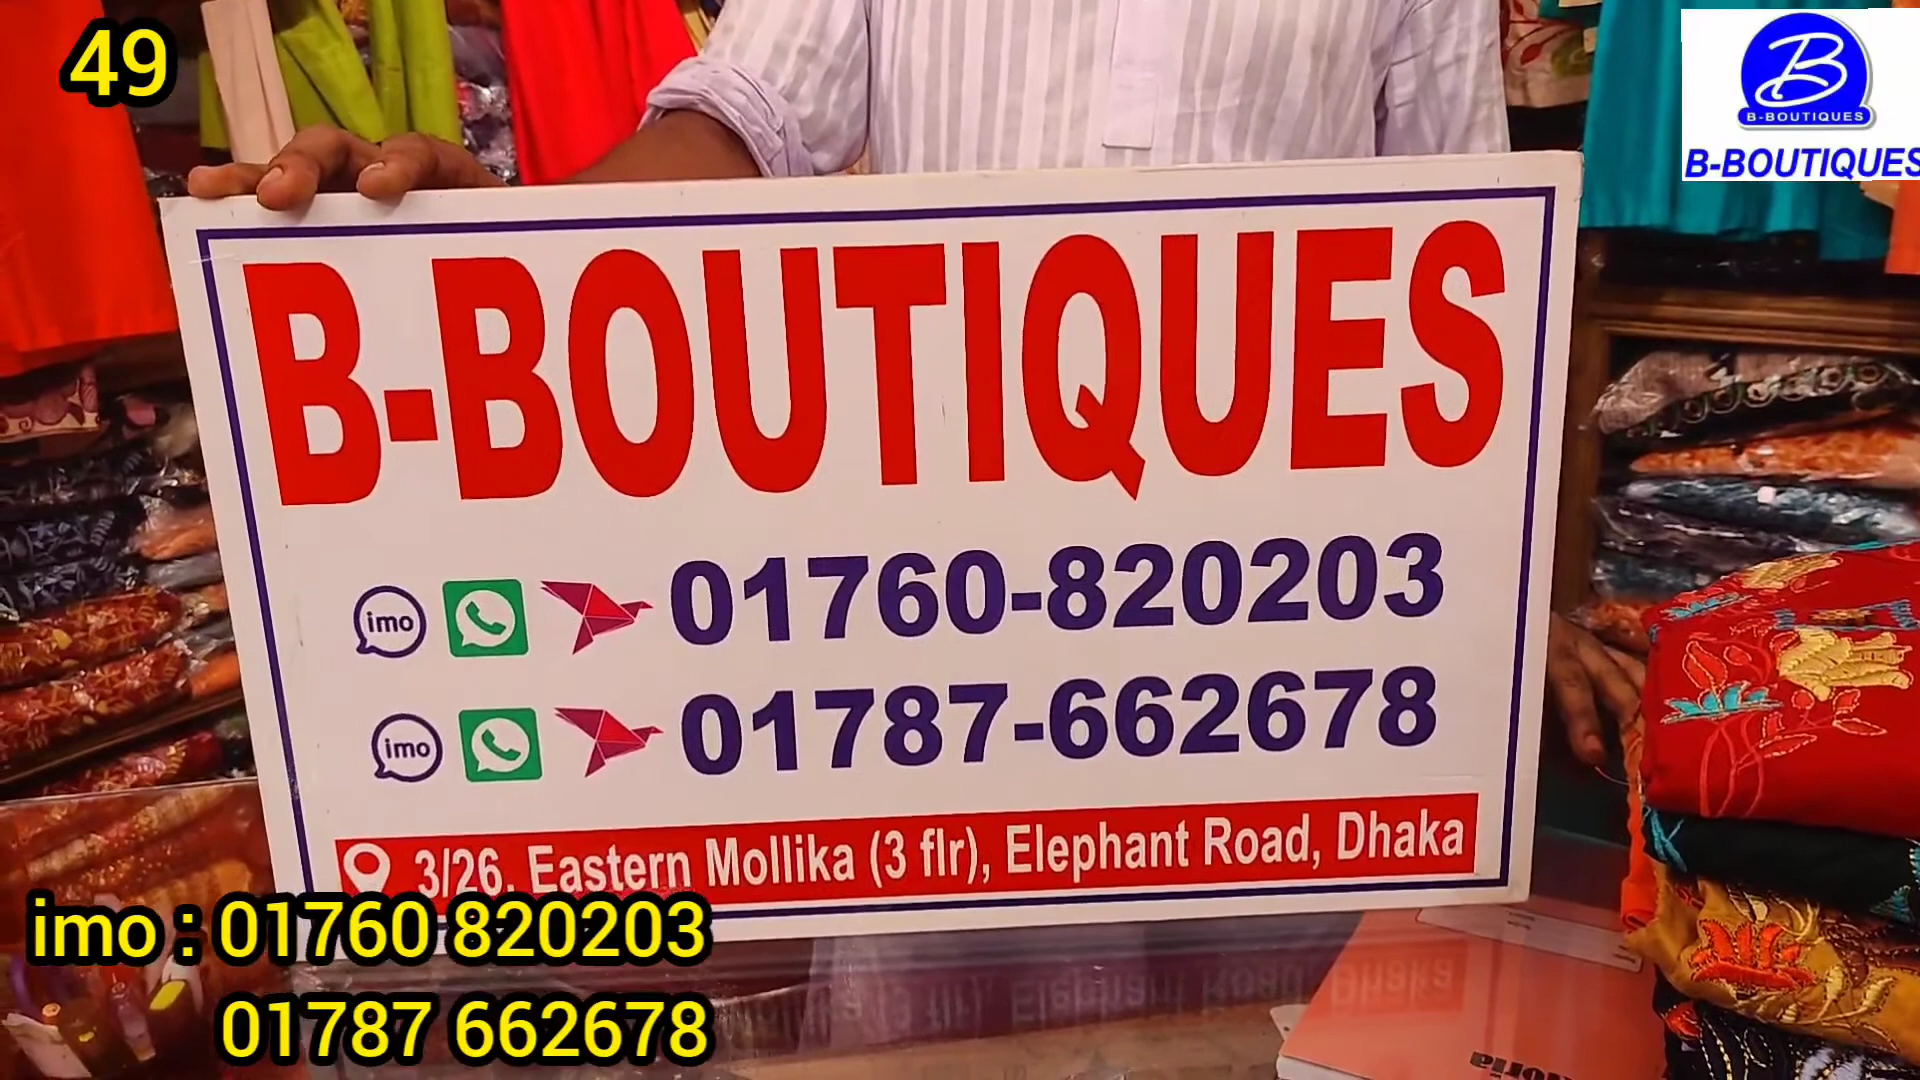 49
B-BOUTIQUES
B-BOUTIQUES
B-BOUTIQUES
imo 01760-820203
imo 01787-662678
3/26, Eastern Mollika (3 flr), Elephant Road, Dhaka
imo : 01760 820203
01787 662678